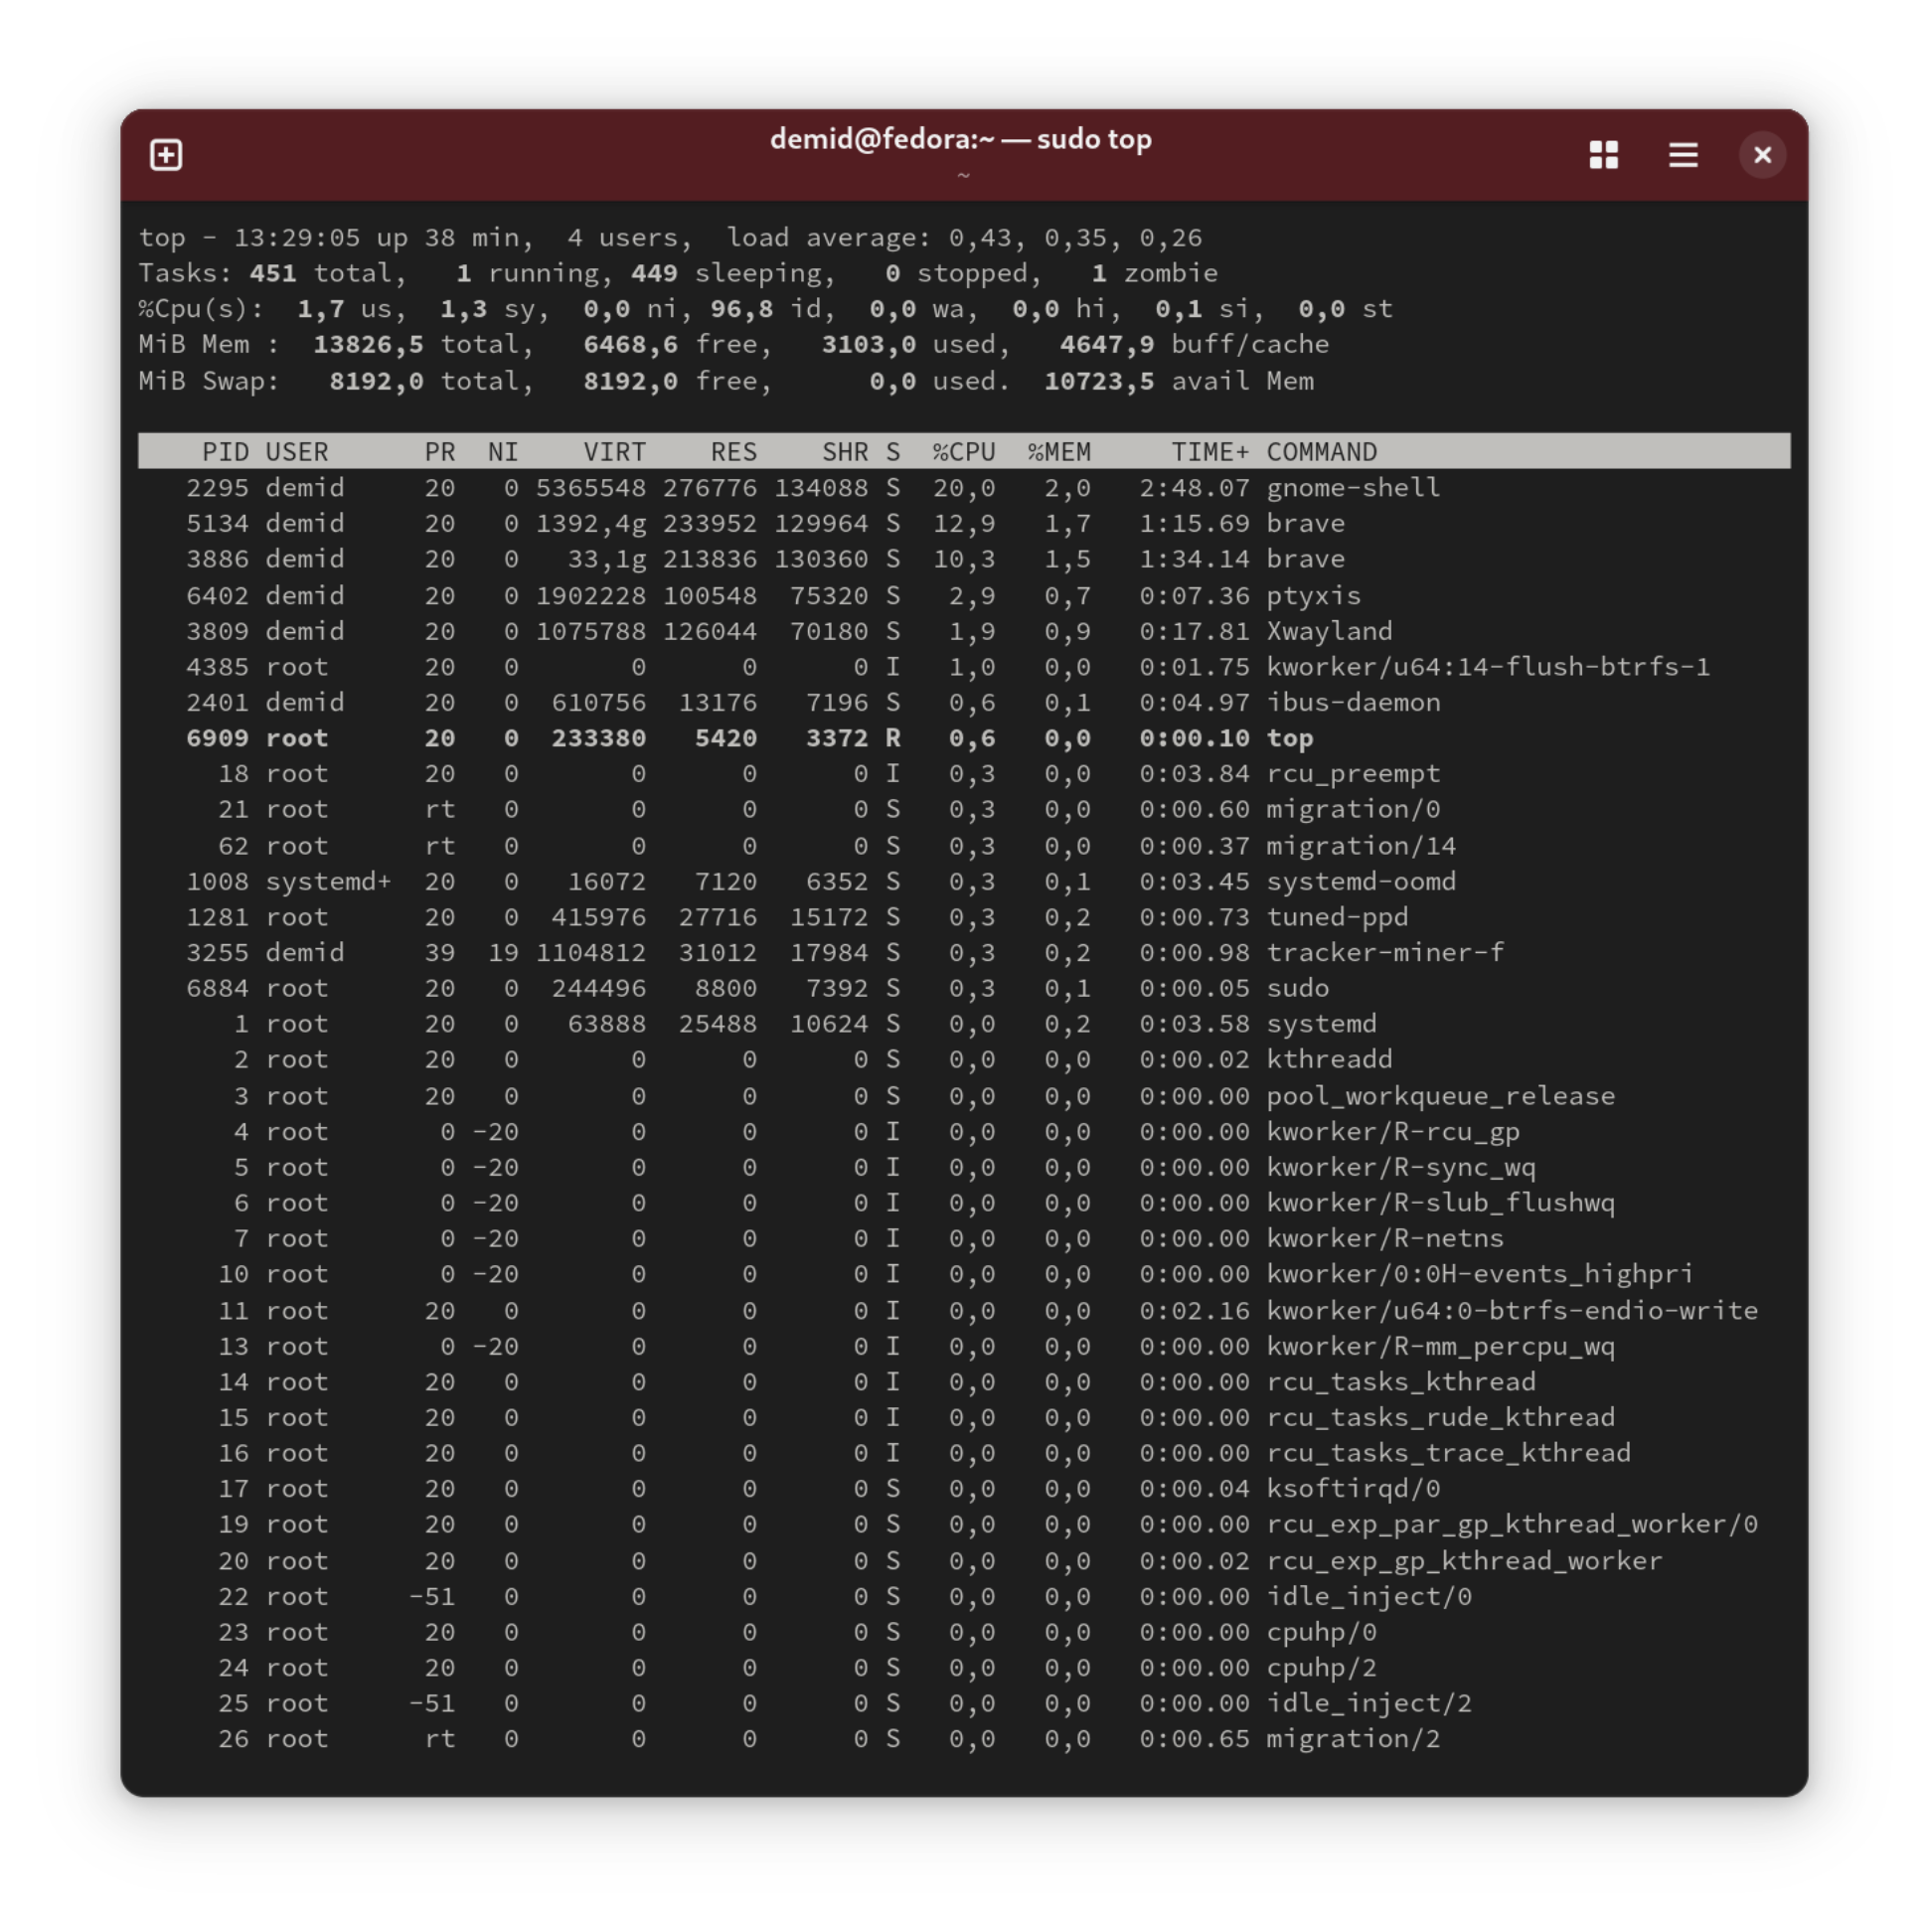 demid@fedora:~ — sudo top
~
top - 13:29:05 up 38 min,  4 users,  load average: 0,43, 0,35, 0,26
Tasks: 451 total,   1 running, 449 sleeping,   0 stopped,   1 zombie
%Cpu(s):  1,7 us,  1,3 sy,  0,0 ni, 96,8 id,  0,0 wa,  0,0 hi,  0,1 si,  0,0 st
MiB Mem :  13826,5 total,   6468,6 free,   3103,0 used,   4647,9 buff/cache
MiB Swap:   8192,0 total,   8192,0 free,      0,0 used.  10723,5 avail Mem
PID USER      PR  NI    VIRT    RES    SHR S  %CPU  %MEM     TIME+ COMMAND
2295 demid     20   0 5365548 276776 134088 S  20,0   2,0   2:48.07 gnome-shell
5134 demid     20   0 1392,4g 233952 129964 S  12,9   1,7   1:15.69 brave
3886 demid     20   0   33,1g 213836 130360 S  10,3   1,5   1:34.14 brave
6402 demid     20   0 1902228 100548  75320 S   2,9   0,7   0:07.36 ptyxis
3809 demid     20   0 1075788 126044  70180 S   1,9   0,9   0:17.81 Xwayland
4385 root      20   0       0      0      0 I   1,0   0,0   0:01.75 kworker/u64:14-flush-btrfs-1
2401 demid     20   0  610756  13176   7196 S   0,6   0,1   0:04.97 ibus-daemon
6909 root      20   0  233380   5420   3372 R   0,6   0,0   0:00.10 top
18 root      20   0       0      0      0 I   0,3   0,0   0:03.84 rcu_preempt
21 root      rt   0       0      0      0 S   0,3   0,0   0:00.60 migration/0
62 root      rt   0       0      0      0 S   0,3   0,0   0:00.37 migration/14
1008 systemd+  20   0   16072   7120   6352 S   0,3   0,1   0:03.45 systemd-oomd
1281 root      20   0  415976  27716  15172 S   0,3   0,2   0:00.73 tuned-ppd
3255 demid     39  19 1104812  31012  17984 S   0,3   0,2   0:00.98 tracker-miner-f
6884 root      20   0  244496   8800   7392 S   0,3   0,1   0:00.05 sudo
1 root      20   0   63888  25488  10624 S   0,0   0,2   0:03.58 systemd
2 root      20   0       0      0      0 S   0,0   0,0   0:00.02 kthreadd
3 root      20   0       0      0      0 S   0,0   0,0   0:00.00 pool_workqueue_release
4 root       0 -20       0      0      0 I   0,0   0,0   0:00.00 kworker/R-rcu_gp
5 root       0 -20       0      0      0 I   0,0   0,0   0:00.00 kworker/R-sync_wq
6 root       0 -20       0      0      0 I   0,0   0,0   0:00.00 kworker/R-slub_flushwq
7 root       0 -20       0      0      0 I   0,0   0,0   0:00.00 kworker/R-netns
10 root       0 -20       0      0      0 I   0,0   0,0   0:00.00 kworker/0:0H-events_highpri
11 root      20   0       0      0      0 I   0,0   0,0   0:02.16 kworker/u64:0-btrfs-endio-write
13 root       0 -20       0      0      0 I   0,0   0,0   0:00.00 kworker/R-mm_percpu_wq
14 root      20   0       0      0      0 I   0,0   0,0   0:00.00 rcu_tasks_kthread
15 root      20   0       0      0      0 I   0,0   0,0   0:00.00 rcu_tasks_rude_kthread
16 root      20   0       0      0      0 I   0,0   0,0   0:00.00 rcu_tasks_trace_kthread
17 root      20   0       0      0      0 S   0,0   0,0   0:00.04 ksoftirqd/0
19 root      20   0       0      0      0 S   0,0   0,0   0:00.00 rcu_exp_par_gp_kthread_worker/0
20 root      20   0       0      0      0 S   0,0   0,0   0:00.02 rcu_exp_gp_kthread_worker
22 root     -51   0       0      0      0 S   0,0   0,0   0:00.00 idle_inject/0
23 root      20   0       0      0      0 S   0,0   0,0   0:00.00 cpuhp/0
24 root      20   0       0      0      0 S   0,0   0,0   0:00.00 cpuhp/2
25 root     -51   0       0      0      0 S   0,0   0,0   0:00.00 idle_inject/2
26 root      rt   0       0      0      0 S   0,0   0,0   0:00.65 migration/2